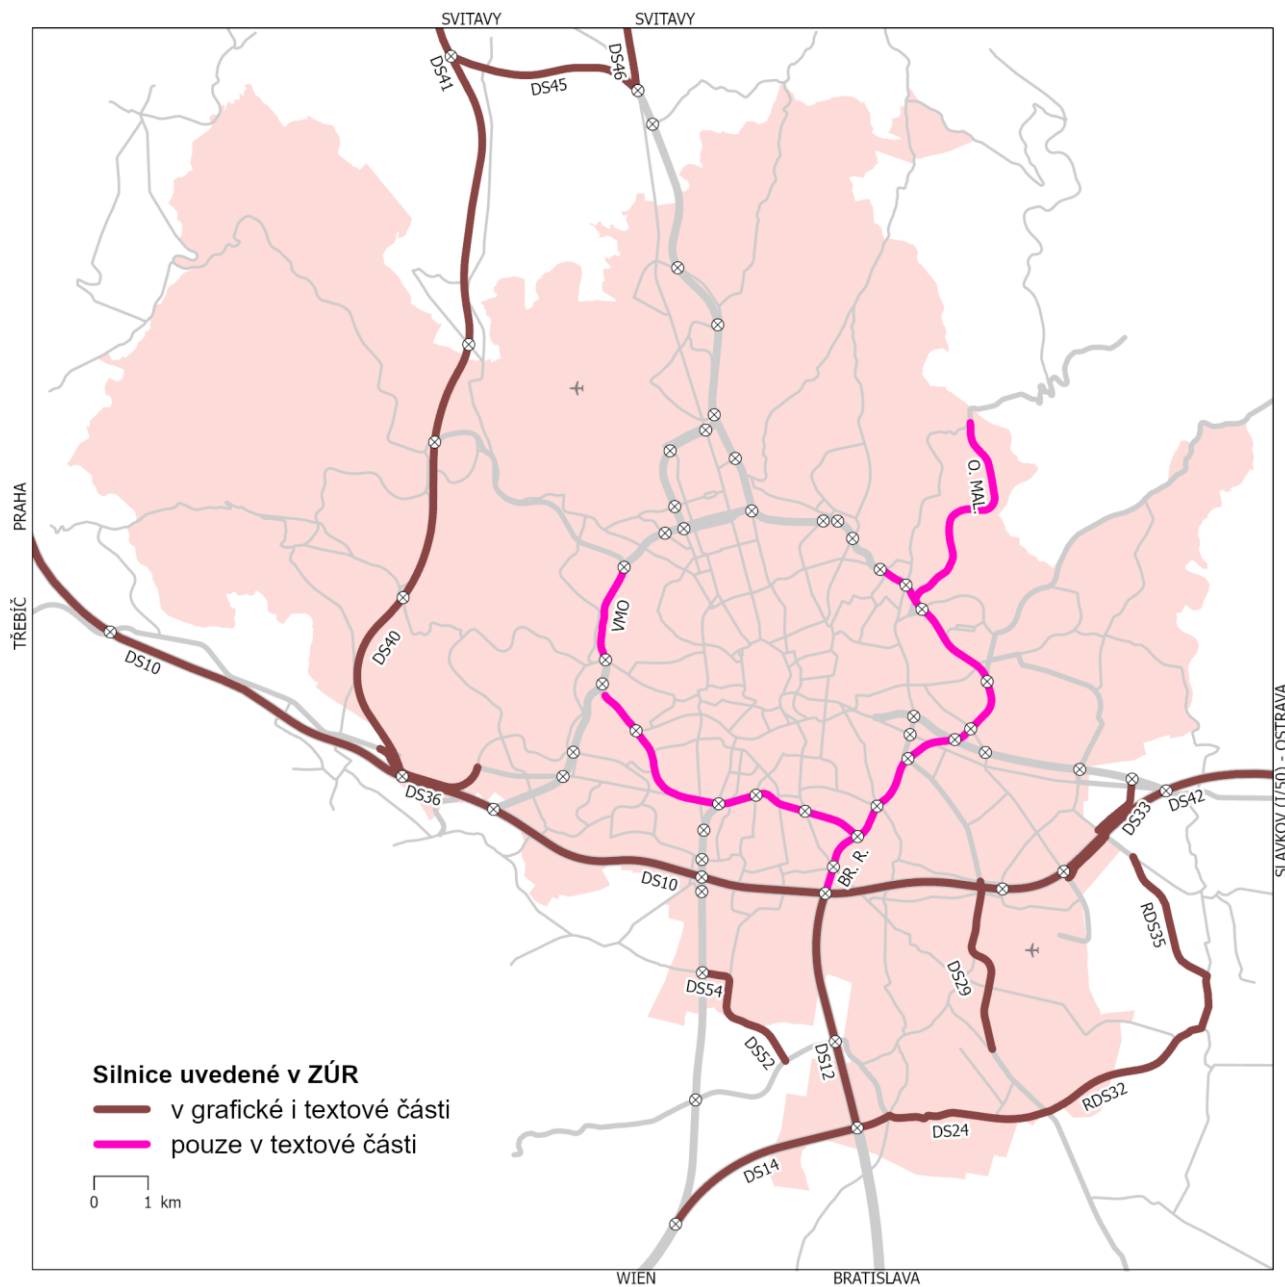 SVITAVY
SVITAVY
DS41
DS45
DS46
PRAHA
TŘEBÍČ
O. MAL.
VMO
DS40
DS10
DS36
DS10
BR. R.
DS33
DS42
SLAVKOV (I/50) - OSTRAVA
RDS35
DS29
DS54
DS52
DS12
RDS32
DS24
DS14
Silnice uvedené v ZÚR
v grafické i textové části
pouze v textové části
0 1 km
WIEN
BRATISLAVA